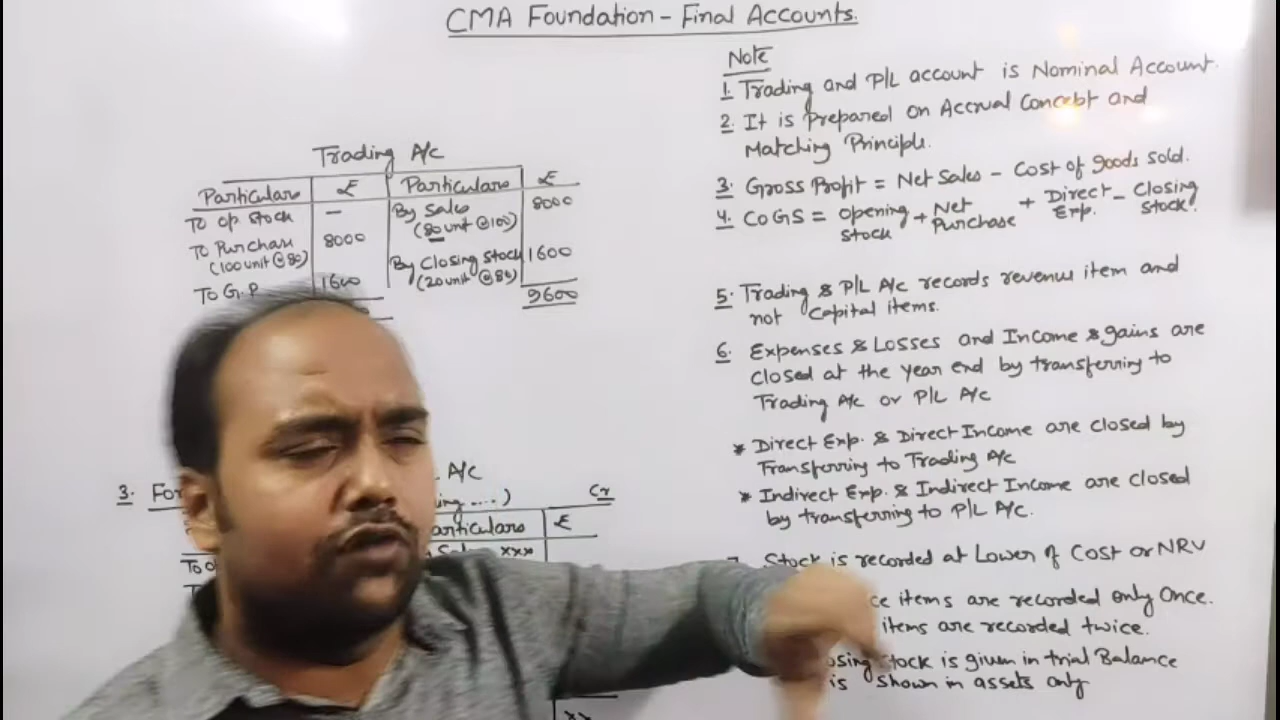 CMA Foundation - Final Accounts.
Trading A/c
Particulars ₤ Particulars ₤
To op. stock — By Sales 8000
(80 unit @100)
To Purchase 8000
(100 unit @80)
By Closing Stock 1600
(20 unit @80)
To G.P 1600
9600
3. For
A/c
ing ....)
Cr
articulars ₤
xxx
To o
xx
Note
1. Trading and P/L account is Nominal Account.
2. It is Prepared on Accrual Concept and
Matching Principle.
3. Gross Profit = Net Sales - Cost of goods sold.
4. COGS = opening stock + Net Purchase + Direct Exp. - Closing stock.
5. Trading & P/L A/c records revenue item and
not Capital items.
6. Expenses & Losses and Income & gains are
closed at the year end by transferring to
Trading A/c or P/L A/c
* Direct Exp. & Direct Income are closed by
Transferring to Trading A/c
* Indirect Exp. & Indirect Income are closed
by transferring to P/L A/c.
Stock is recorded at Lower of Cost or NRV
ce items are recorded only Once.
items are recorded twice.
osing stock is given in trial Balance
is shown in assets only